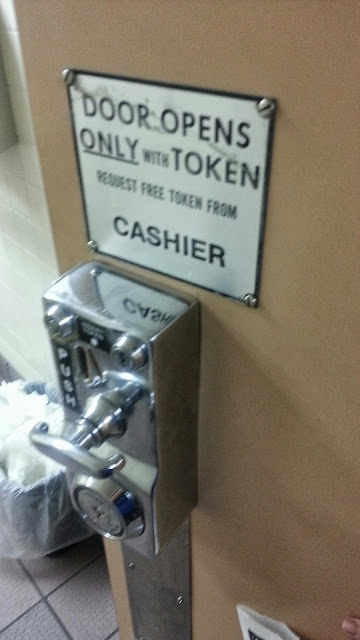 DOOR OPENS
ONLY WITH TOKEN
REQUEST FREE TOKEN FROM
CASHIER
PUSH